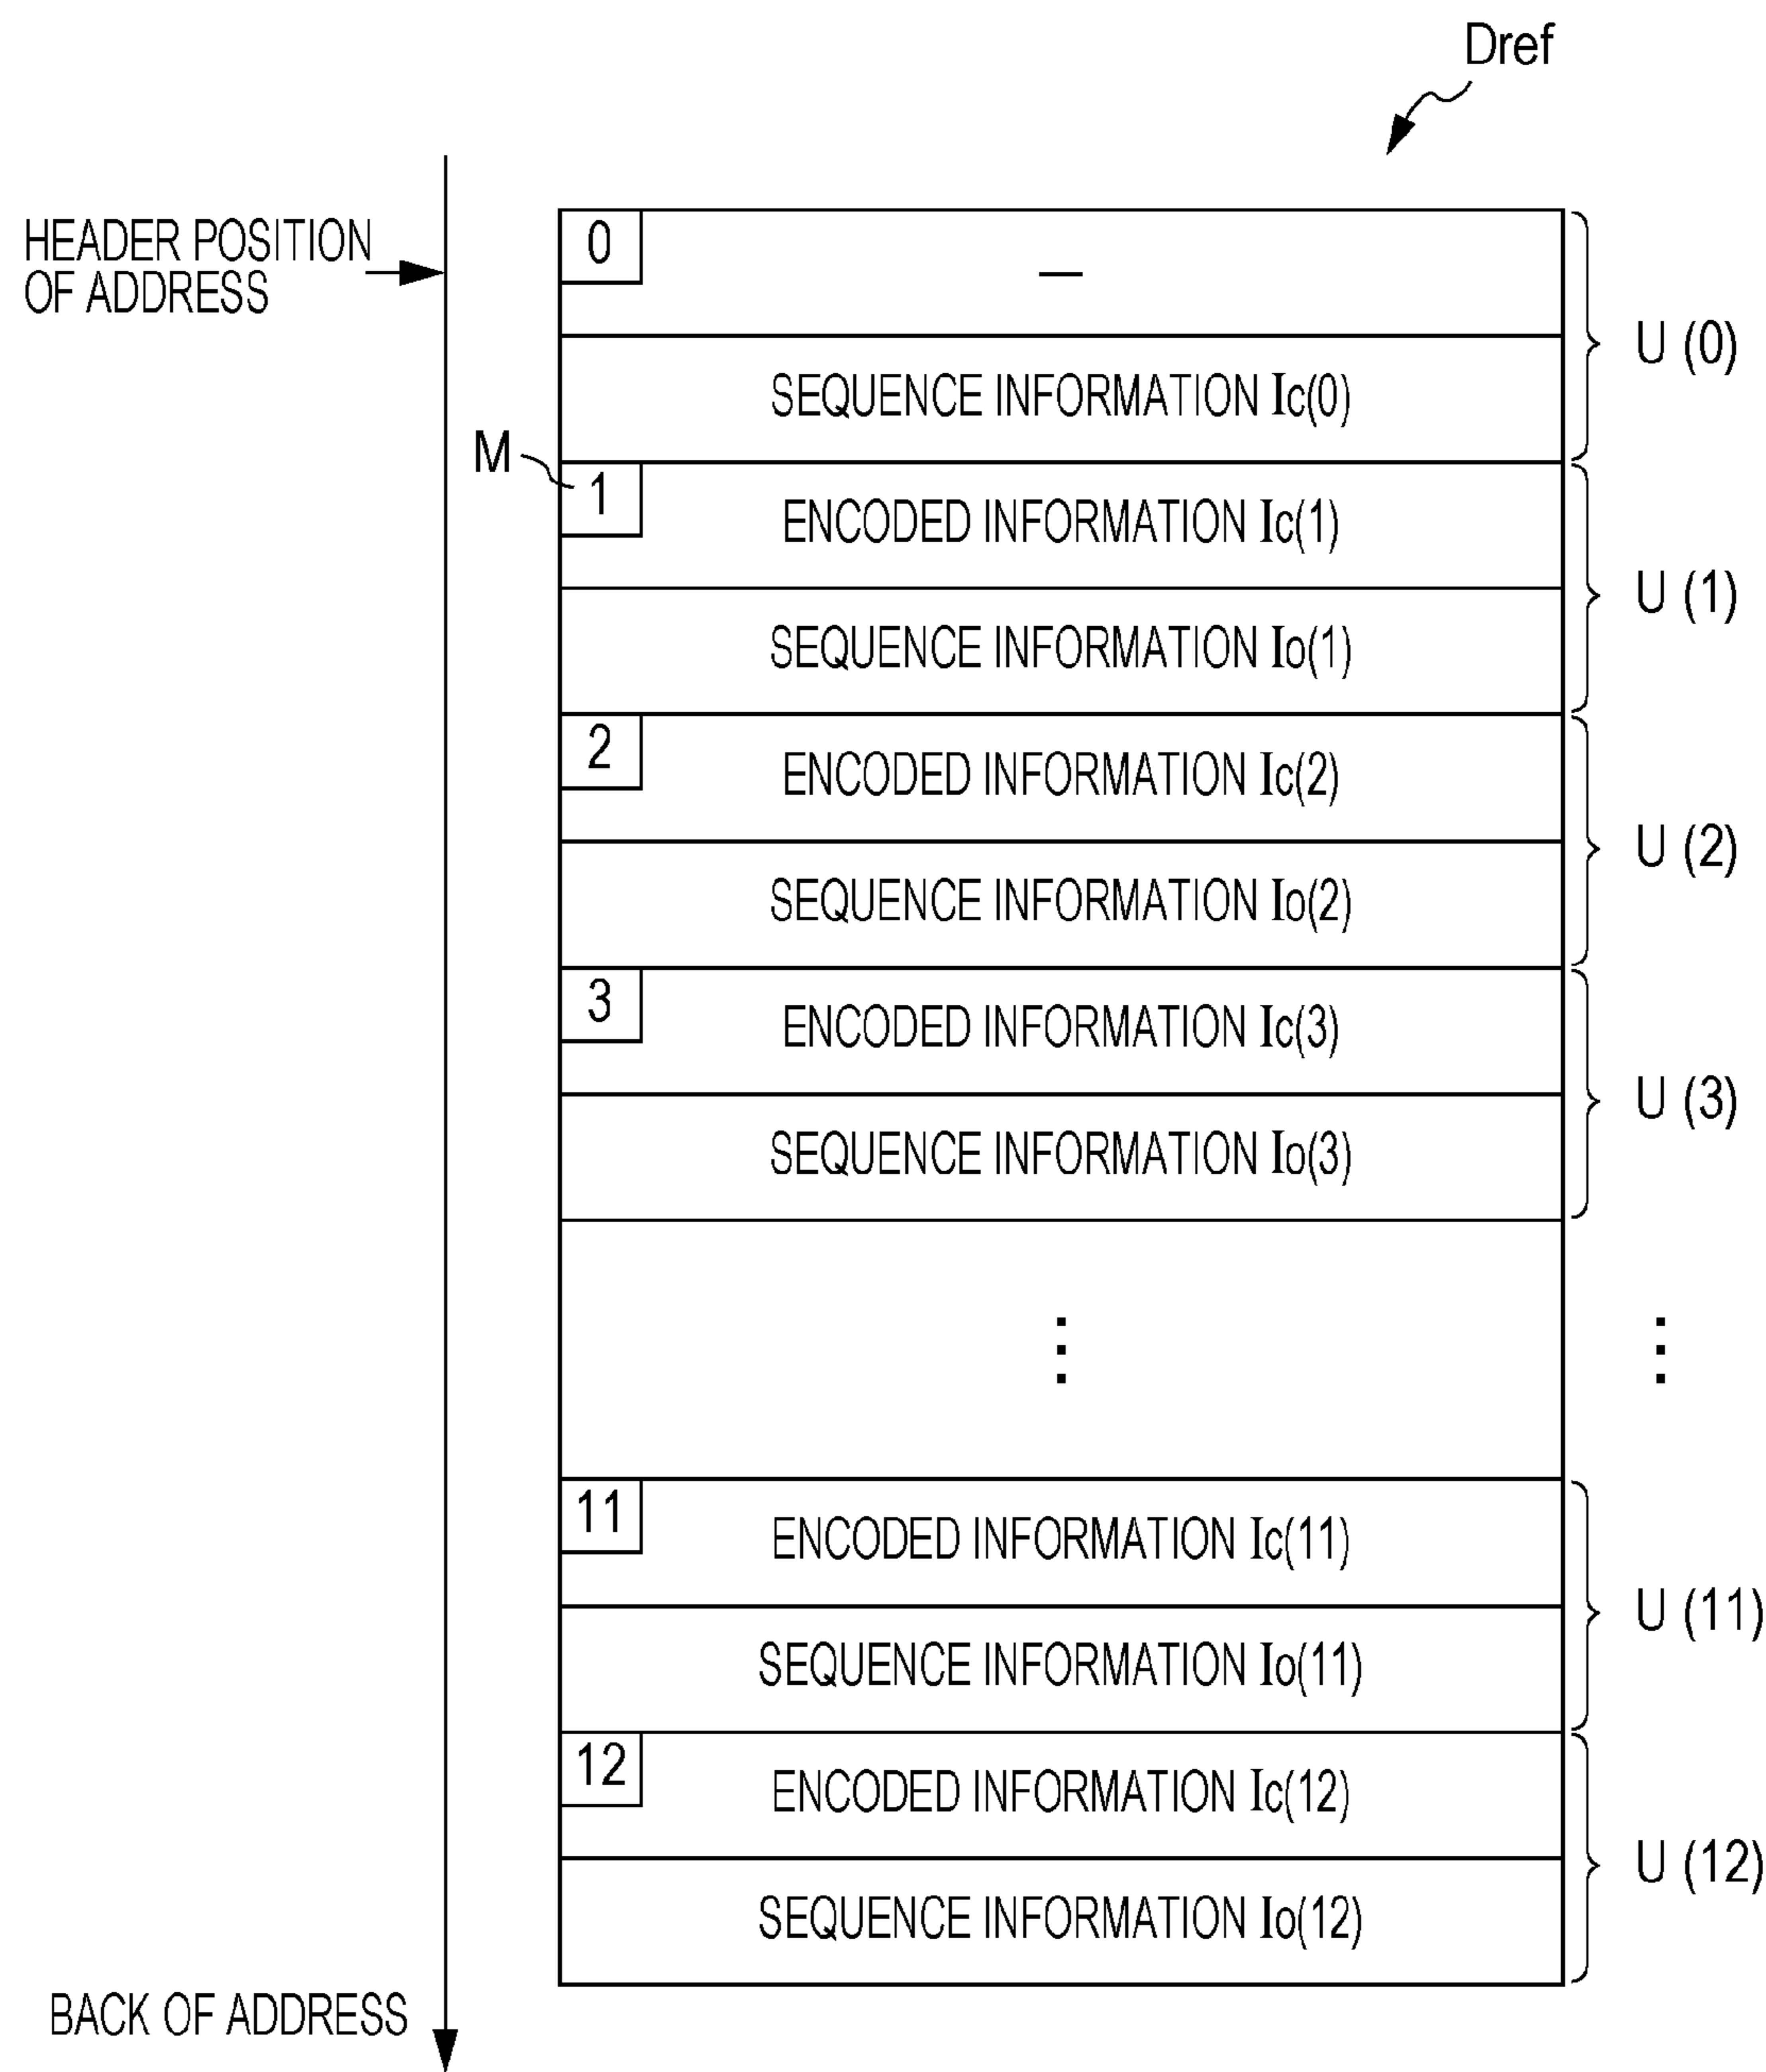 Dref
HEADER POSITION
OF ADDRESS
0
—
U (0)
SEQUENCE INFORMATION Ic(0)
M
1
ENCODED INFORMATION Ic(1)
U (1)
SEQUENCE INFORMATION Io(1)
2
ENCODED INFORMATION Ic(2)
U (2)
SEQUENCE INFORMATION Io(2)
3
ENCODED INFORMATION Ic(3)
U (3)
SEQUENCE INFORMATION Io(3)
11
ENCODED INFORMATION Ic(11)
U (11)
SEQUENCE INFORMATION Io(11)
12
ENCODED INFORMATION Ic(12)
U (12)
SEQUENCE INFORMATION Io(12)
BACK OF ADDRESS